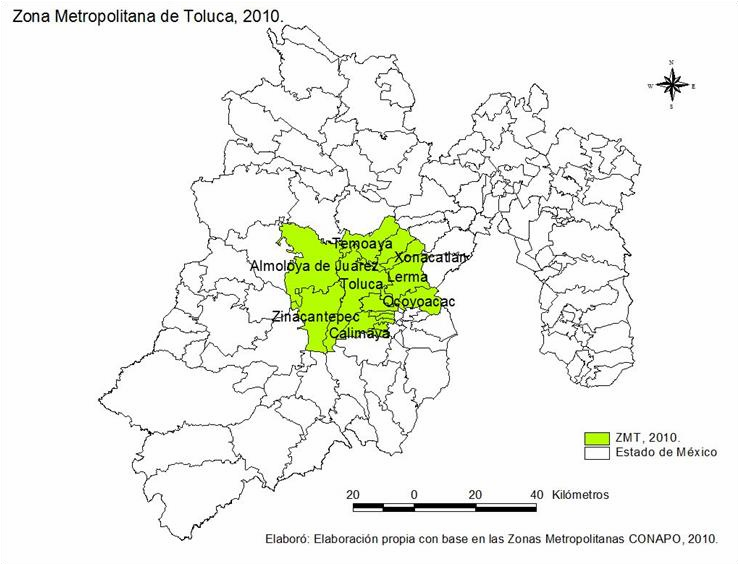 Zona Metropolitana de Toluca, 2010.
N
W E
S
Temoaya
Xonacatlán
Almoloya de Juárez
Lerma
Toluca
Ocoyoacac
Zinacantepec
Calimaya
ZMT, 2010.
Estado de México
20 0 20 40 Kilómetros
Elaboró: Elaboración propia con base en las Zonas Metropolitanas CONAPO, 2010.